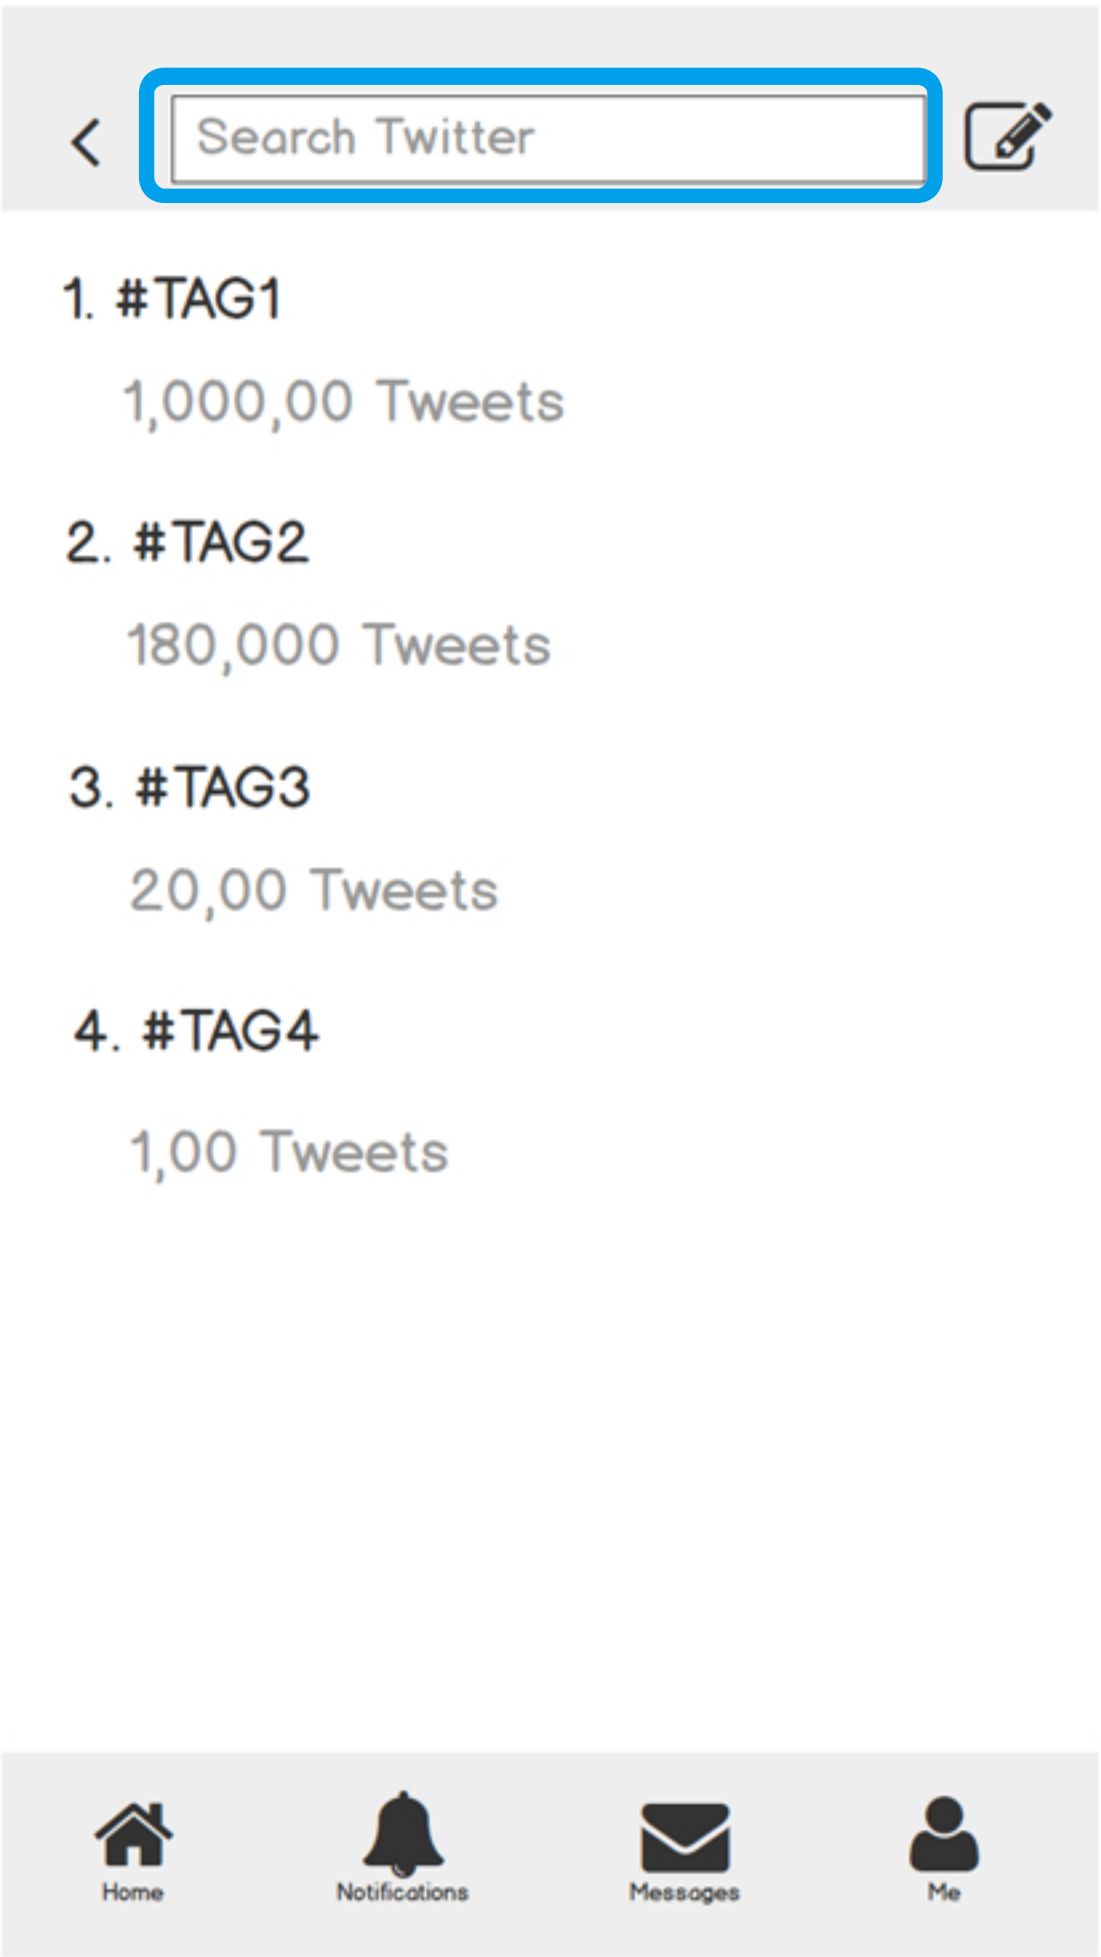 Search Twitter
1. #TAG1
1,000,00 Tweets
2. #TAG2
180,000 Tweets
3. #TAG3
20,00 Tweets
4. #TAG4
1,00 Tweets
Home Notifications Messages Me